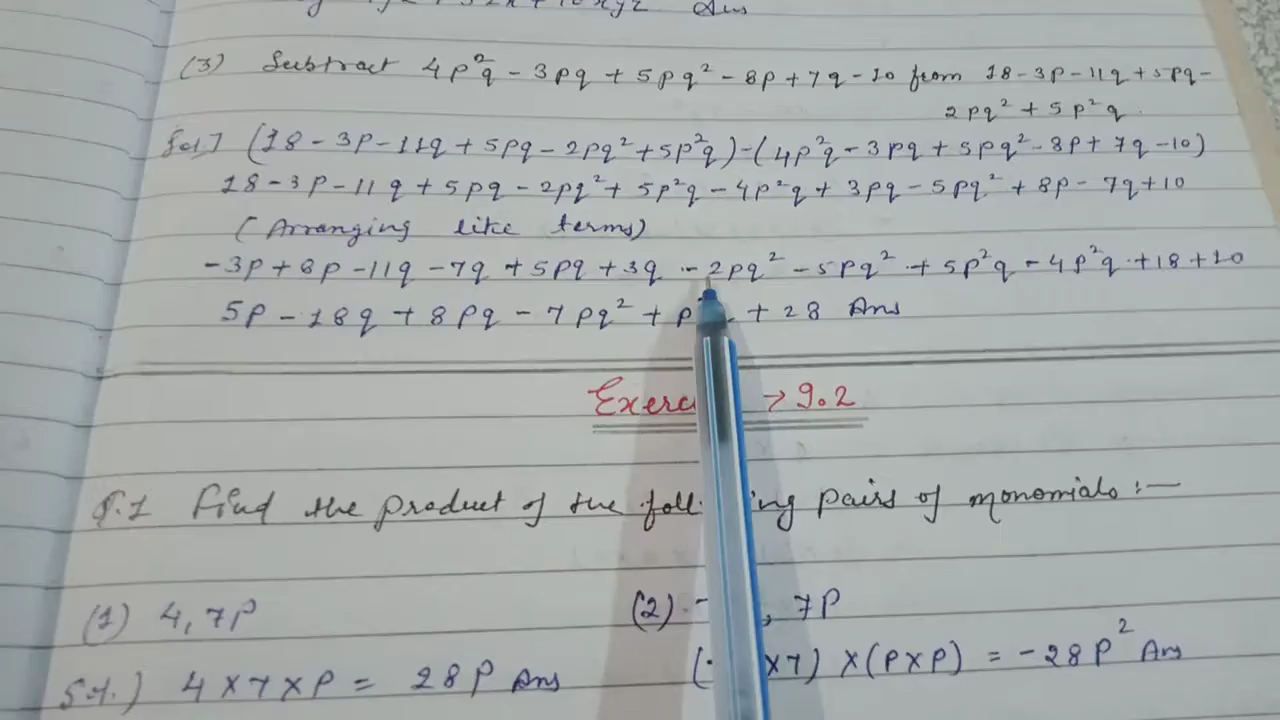 Ans
(3) Subtract 4p²q - 3pq + 5pq² - 8p + 7q - 10 from 18 - 3p - 11q + 5pq -
2pq² + 5p²q.
Sol.] (18 - 3p - 11q + 5pq - 2pq² + 5p²q) - (4p²q - 3pq + 5pq² - 8p + 7q - 10)
18 - 3p - 11q + 5pq - 2pq² + 5p²q - 4p²q + 3pq - 5pq² + 8p - 7q + 10
(Arranging like terms)
-3p + 8p - 11q - 7q + 5pq + 3q - 2pq² - 5pq² + 5p²q - 4p²q + 18 + 10
5p - 18q + 8pq - 7pq² + p + 28 Ans
Exerc → 9.2
Q.1 Find the product of the foll ing pairs of monomials :—
(1) 4, 7p (2) - , 7p
Sol.) 4 × 7 × p = 28p Ans ( ×7) × (p×p) = -28p² Ans